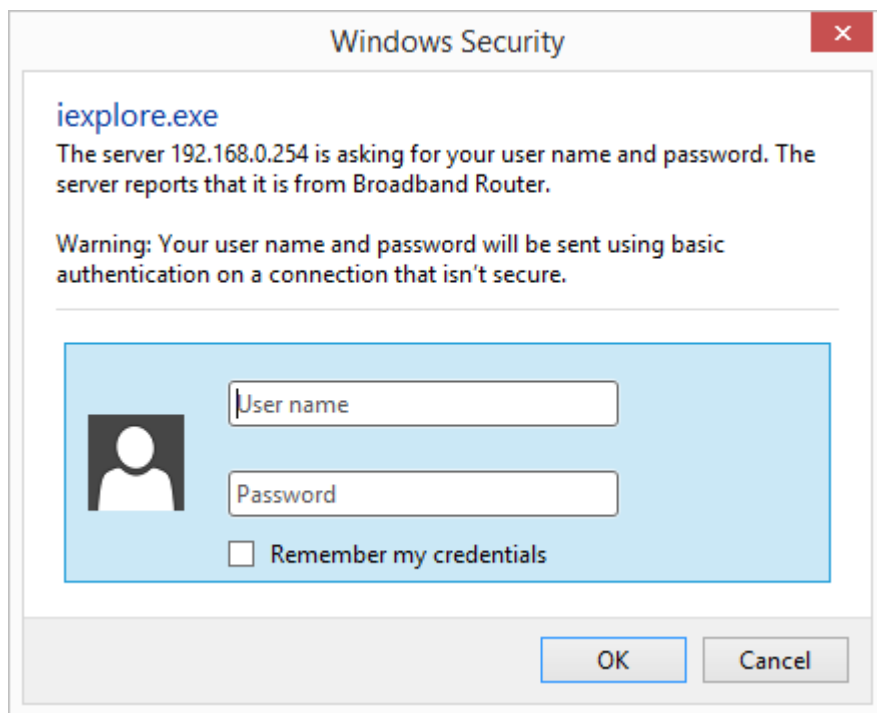 Windows Security
iexplore.exe
The server 192.168.0.254 is asking for your user name and password. The
server reports that it is from Broadband Router.
Warning: Your user name and password will be sent using basic
authentication on a connection that isn't secure.
User name
Password
Remember my credentials
OK
Cancel